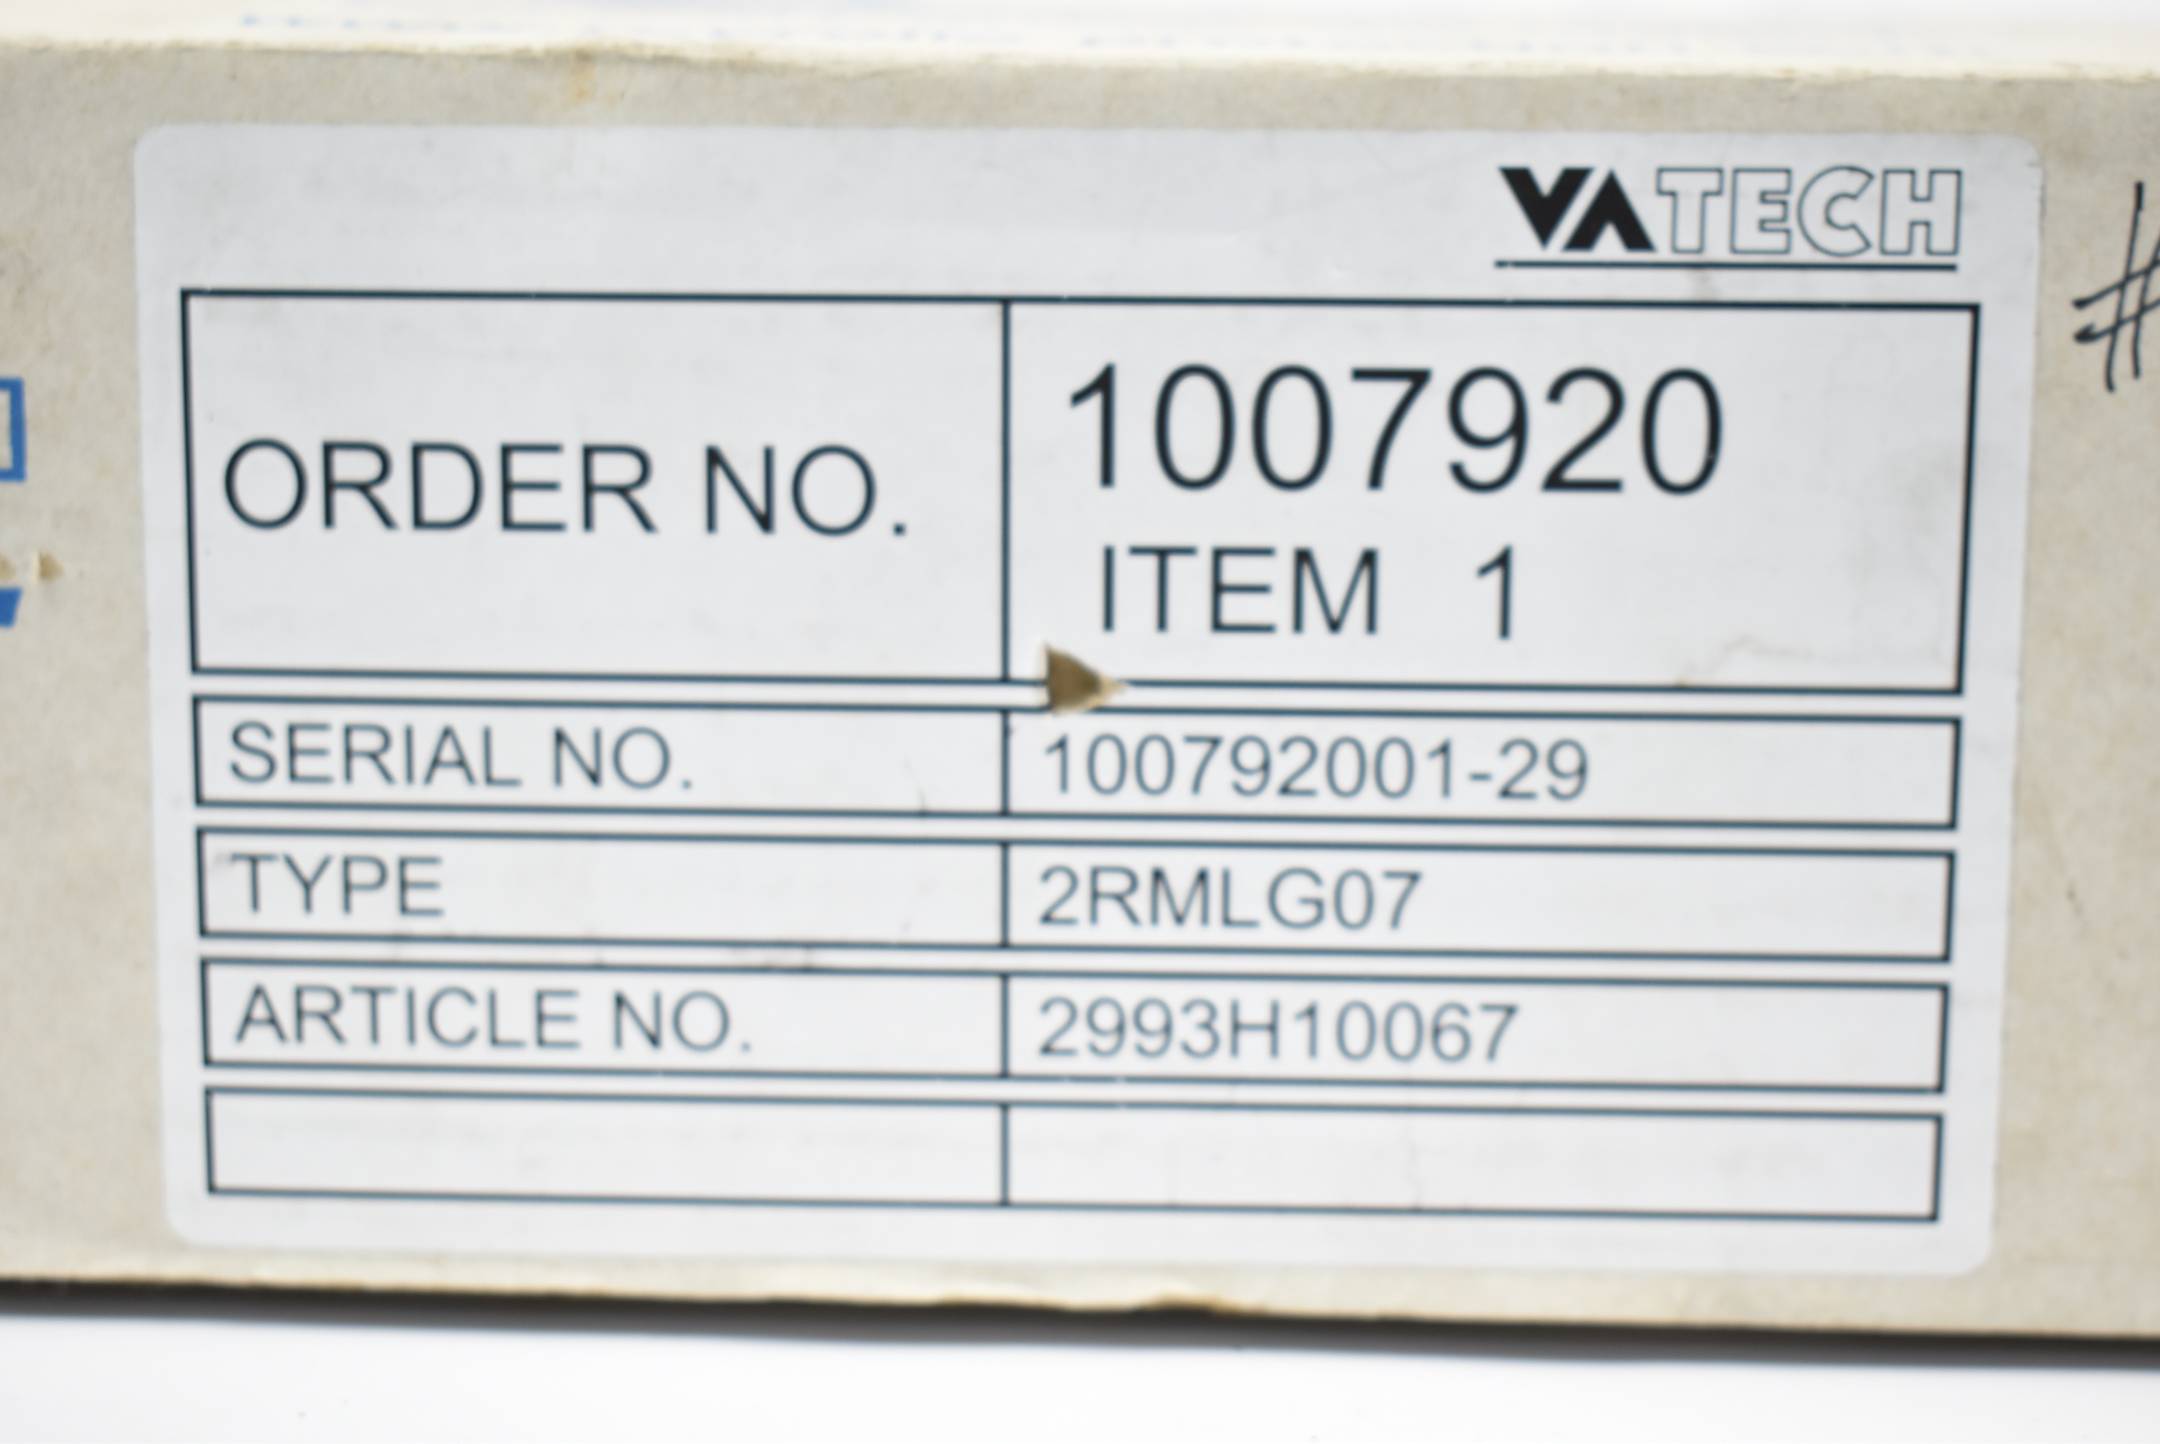 VATECH
ORDER NO. 1007920
ITEM 1
SERIAL NO. 100792001-29
TYPE 2RMLG07
ARTICLE NO. 2993H10067
#